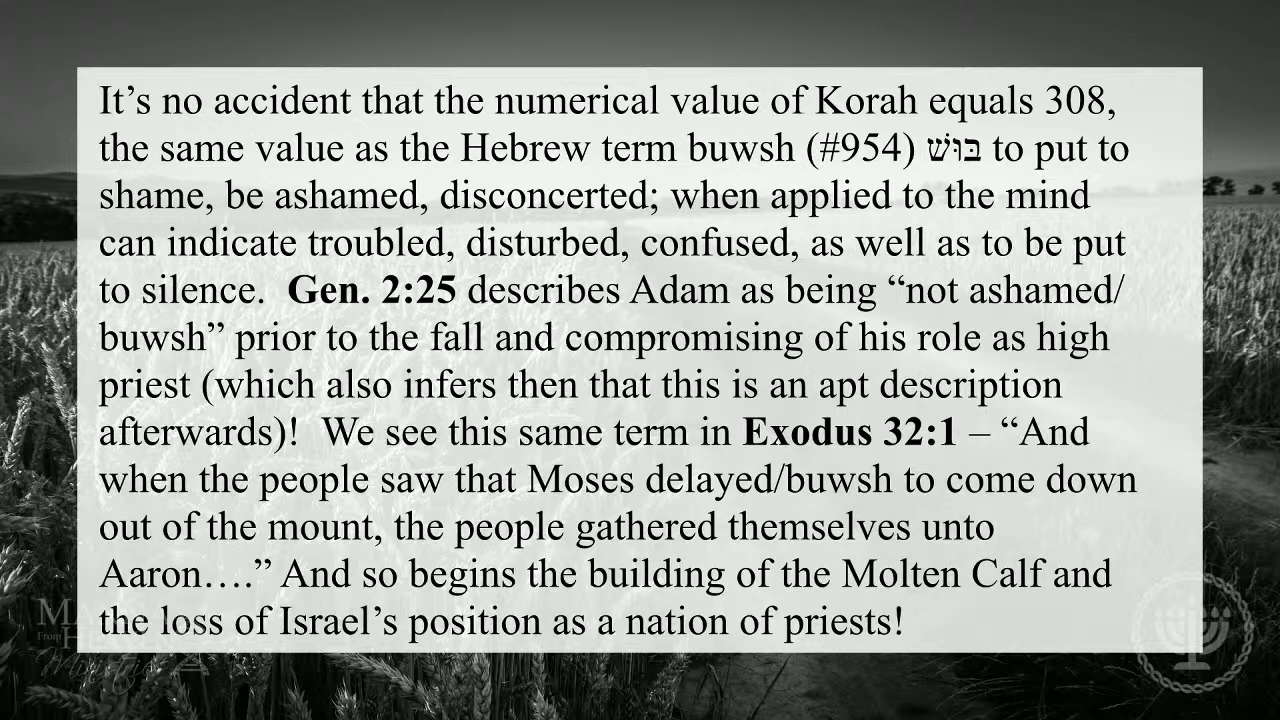 It’s no accident that the numerical value of Korah equals 308,
the same value as the Hebrew term buwsh (#954) בּוּשׁ to put to
shame, be ashamed, disconcerted; when applied to the mind
can indicate troubled, disturbed, confused, as well as to be put
to silence.  Gen. 2:25 describes Adam as being “not ashamed/
buwsh” prior to the fall and compromising of his role as high
priest (which also infers then that this is an apt description
afterwards)!  We see this same term in Exodus 32:1 – “And
when the people saw that Moses delayed/buwsh to come down
out of the mount, the people gathered themselves unto
Aaron….” And so begins the building of the Molten Calf and
the loss of Israel’s position as a nation of priests!
From
Ministries